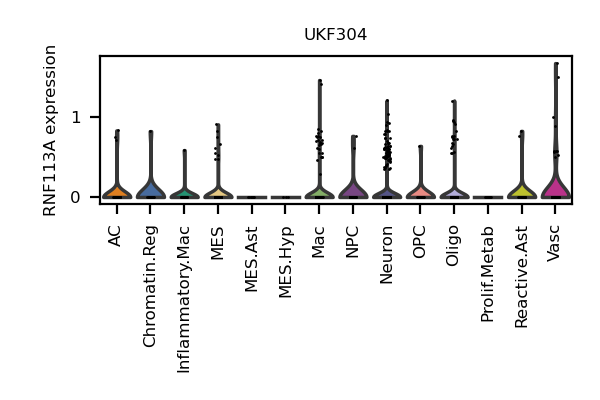 UKF304
RNF113A expression
1
0
AC
Chromatin.Reg
Inflammatory.Mac
MES
MES.Ast
MES.Hyp
Mac
NPC
Neuron
OPC
Oligo
Prolif.Metab
Reactive.Ast
Vasc